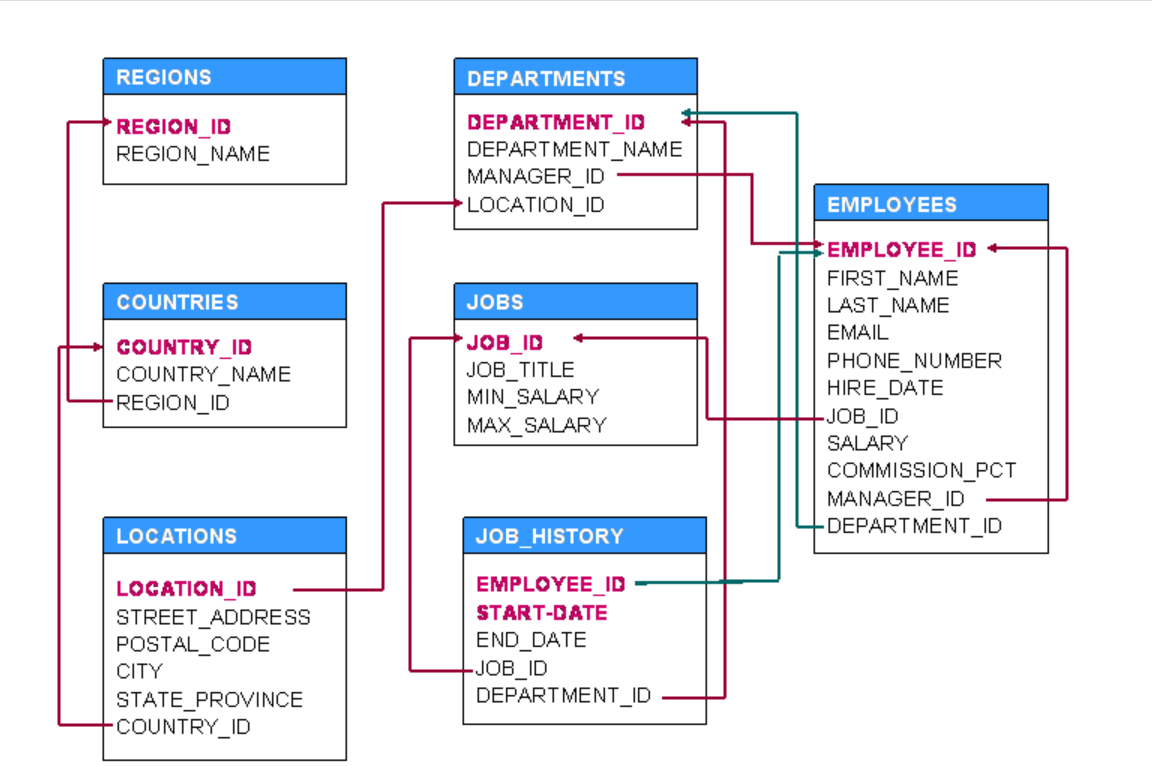 REGIONS
REGION_ID
REGION_NAME
COUNTRIES
COUNTRY_ID
COUNTRY_NAME
REGION_ID
LOCATIONS
LOCATION_ID
STREET_ADDRESS
POSTAL_CODE
CITY
STATE_PROVINCE
COUNTRY_ID
DEPARTMENTS
DEPARTMENT_ID
DEPARTMENT_NAME
MANAGER_ID
LOCATION_ID
JOBS
JOB_ID
JOB_TITLE
MIN_SALARY
MAX_SALARY
JOB_HISTORY
EMPLOYEE_ID
START-DATE
END_DATE
JOB_ID
DEPARTMENT_ID
EMPLOYEES
EMPLOYEE_ID
FIRST_NAME
LAST_NAME
EMAIL
PHONE_NUMBER
HIRE_DATE
JOB_ID
SALARY
COMMISSION_PCT
MANAGER_ID
DEPARTMENT_ID